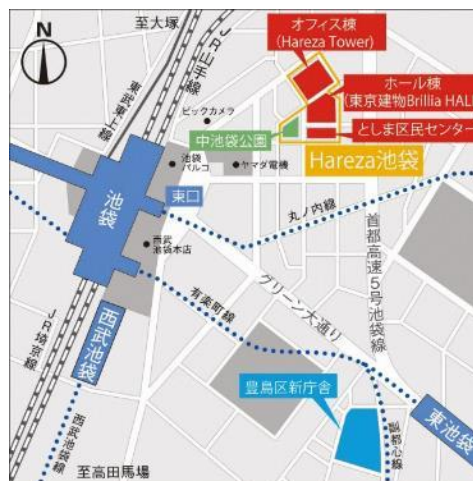 至大塚
オフィス棟
(Hareza Tower)
N
JR山手線
東武東上線
ホール棟
(東京建物Brillia HALL
ビックカメラ
としま区民センター
中池袋公園
Hareza池袋
池袋
パルコ
ヤマダ電機
池袋
東口
丸ノ内線
首都高速5号池袋線
西武
池袋本店
グリーン大通り
有楽町線
JR埼京線
西武池袋
豊島区新庁舎
東池袋
副都心線
西武池袋線
至高田馬場